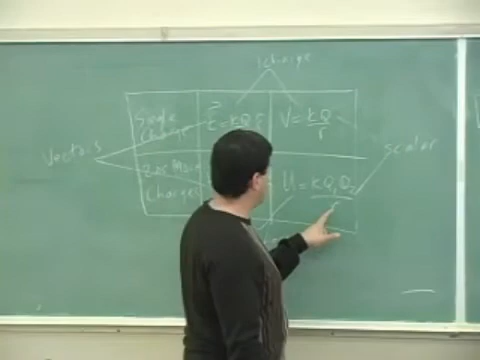 1 charge
Single
Charge
E = kQ
V = kQ
r
Vectors
2 or More
Charges
U = kQ₁Q₂
r
scalar